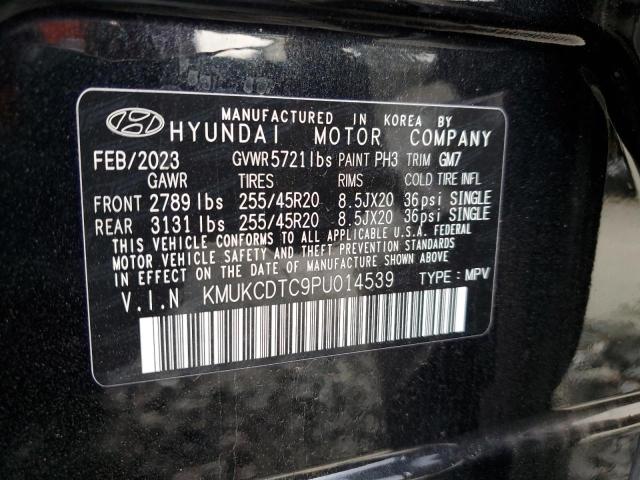 MANUFACTURED IN KOREA BY
HYUNDAI MOTOR COMPANY
FEB/2023 GVWR 5721 lbs PAINT PH3 TRIM GM7
GAWR TIRES RIMS COLD TIRE INFL
FRONT 2789 lbs 255/45R20 8.5JX20 36psi SINGLE
REAR 3131 lbs 255/45R20 8.5JX20 36psi SINGLE
THIS VEHICLE CONFORMS TO ALL APPLICABLE U.S.A. FEDERAL
MOTOR VEHICLE SAFETY AND THEFT PREVENTION STANDARDS
IN EFFECT ON THE DATE OF MANUFACTURE SHOWN ABOVE.
V.I.N KMUKCDTC9PU014539 TYPE: MPV